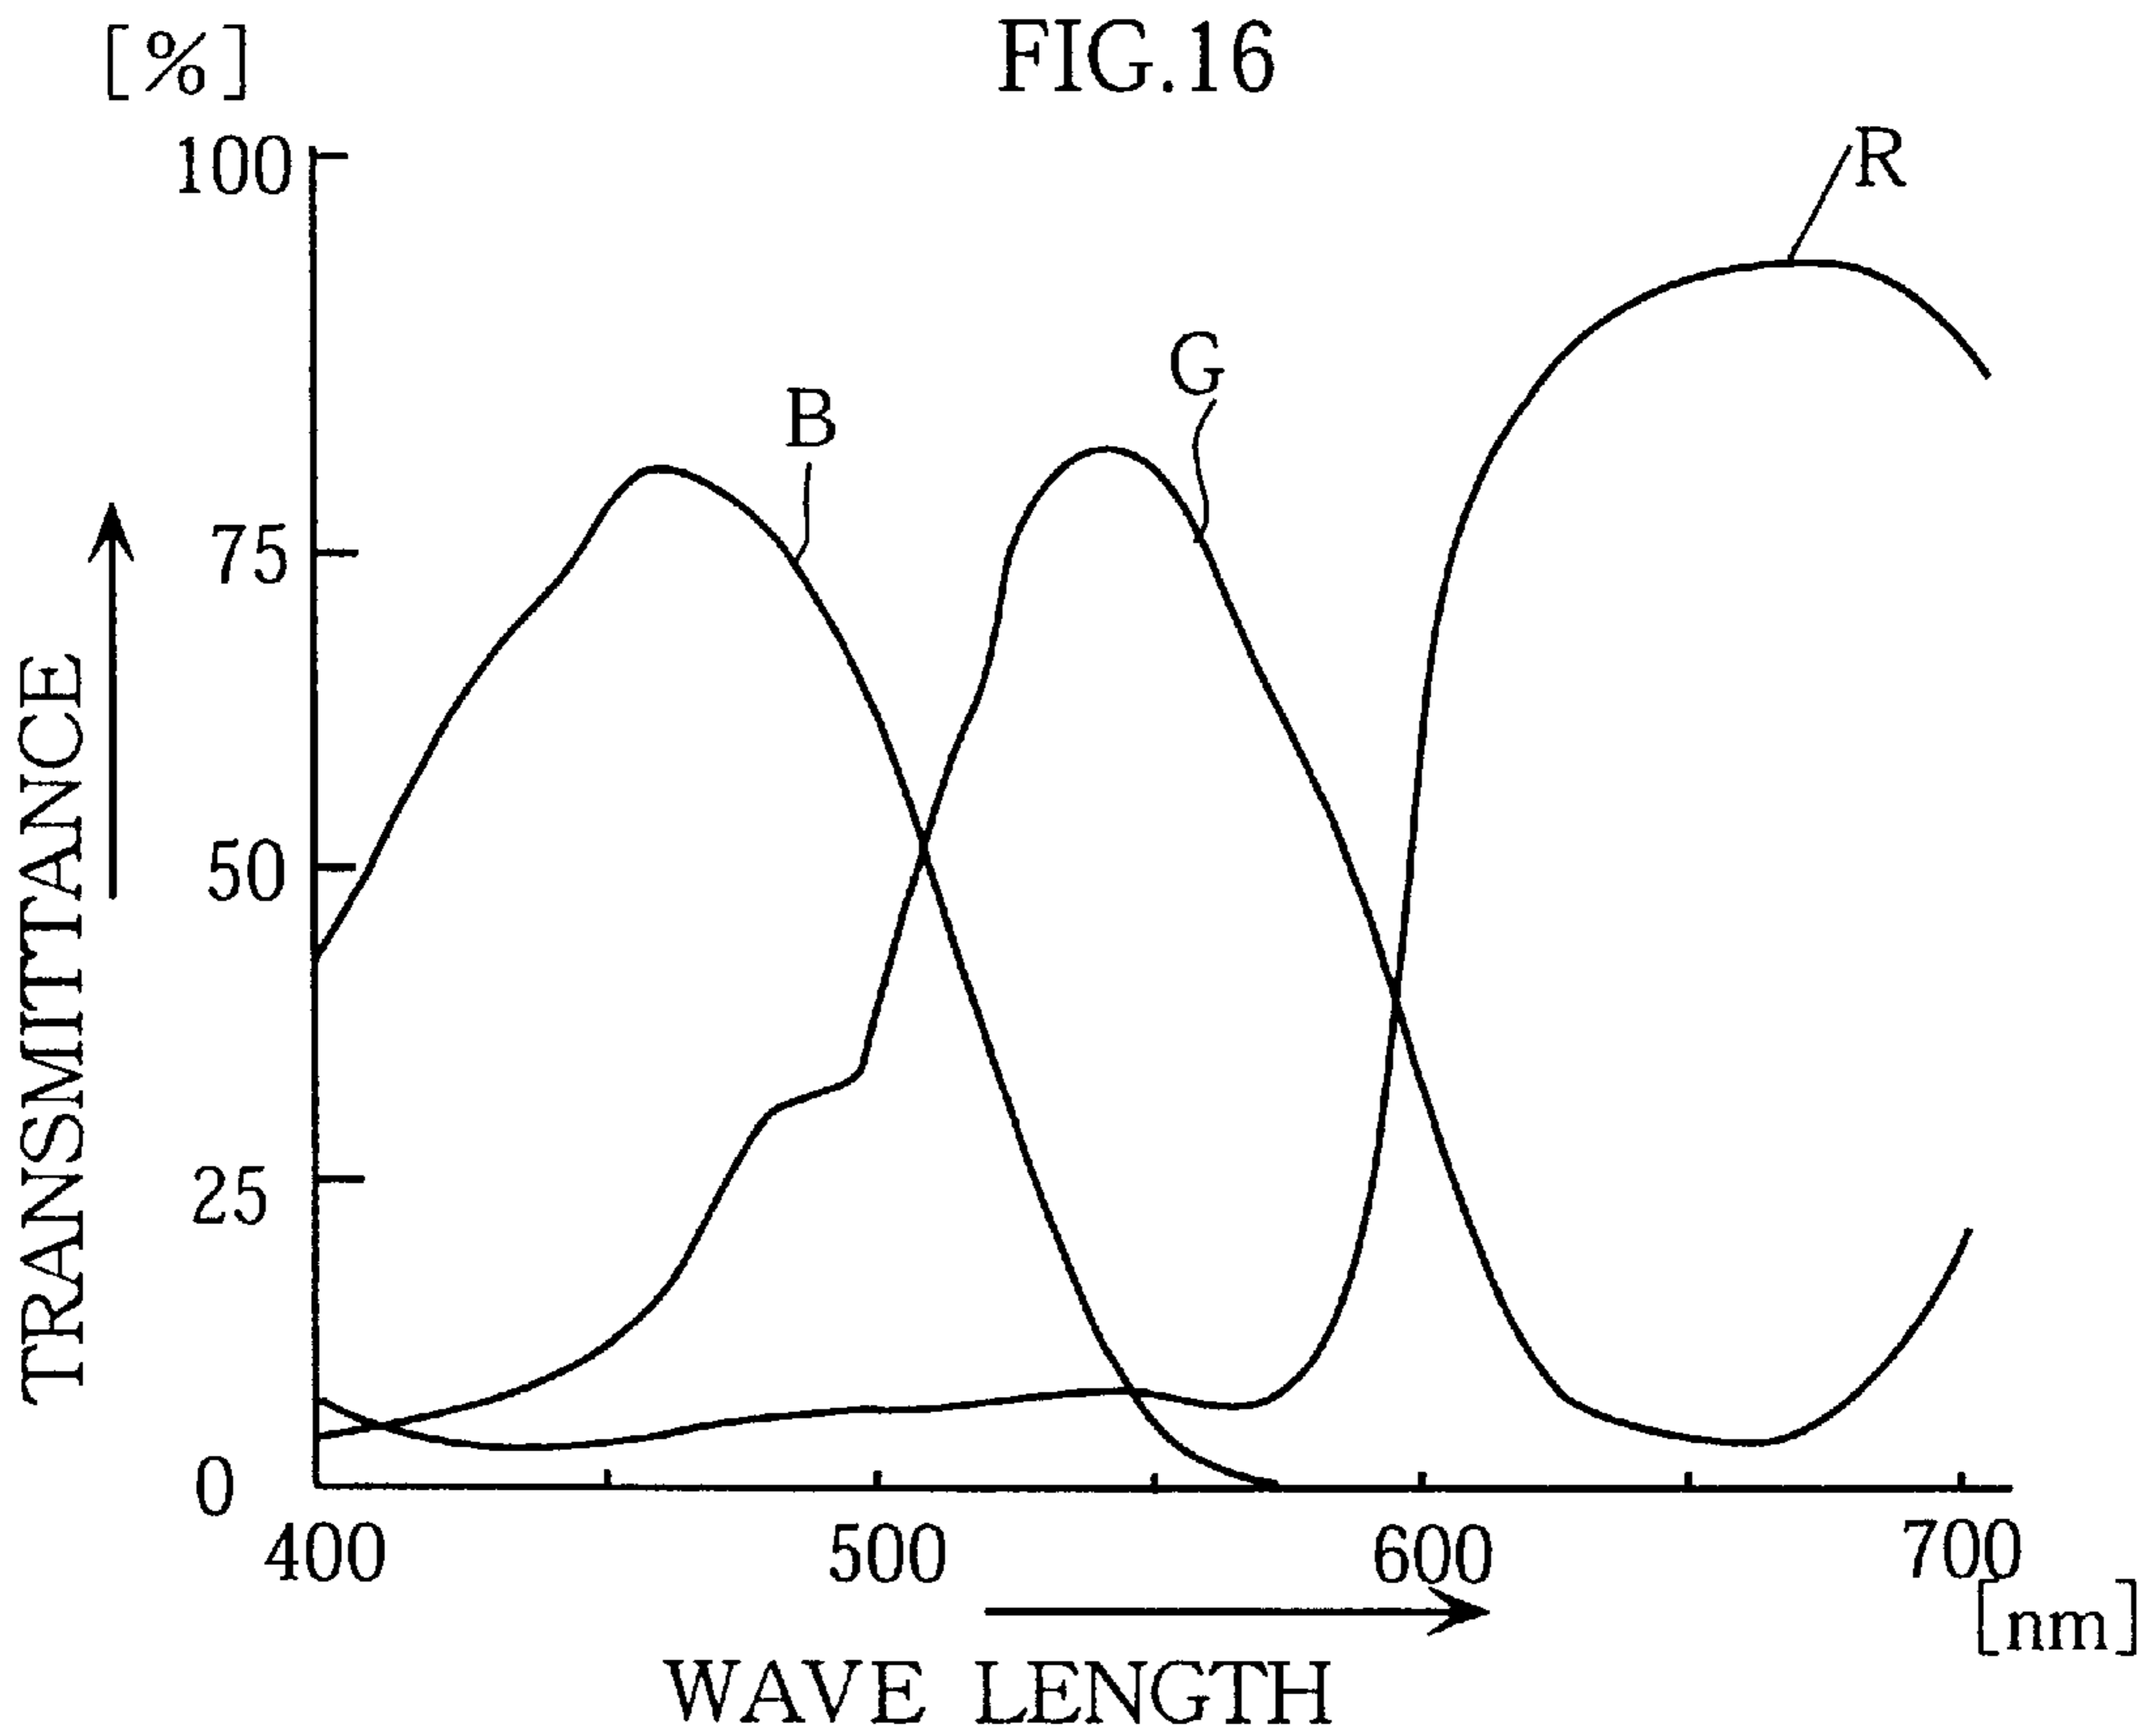 FIG.16
[%]
100
75
50
25
0
TRANSMITTANCE
B
G
R
400
500
600
700
[nm]
WAVE LENGTH